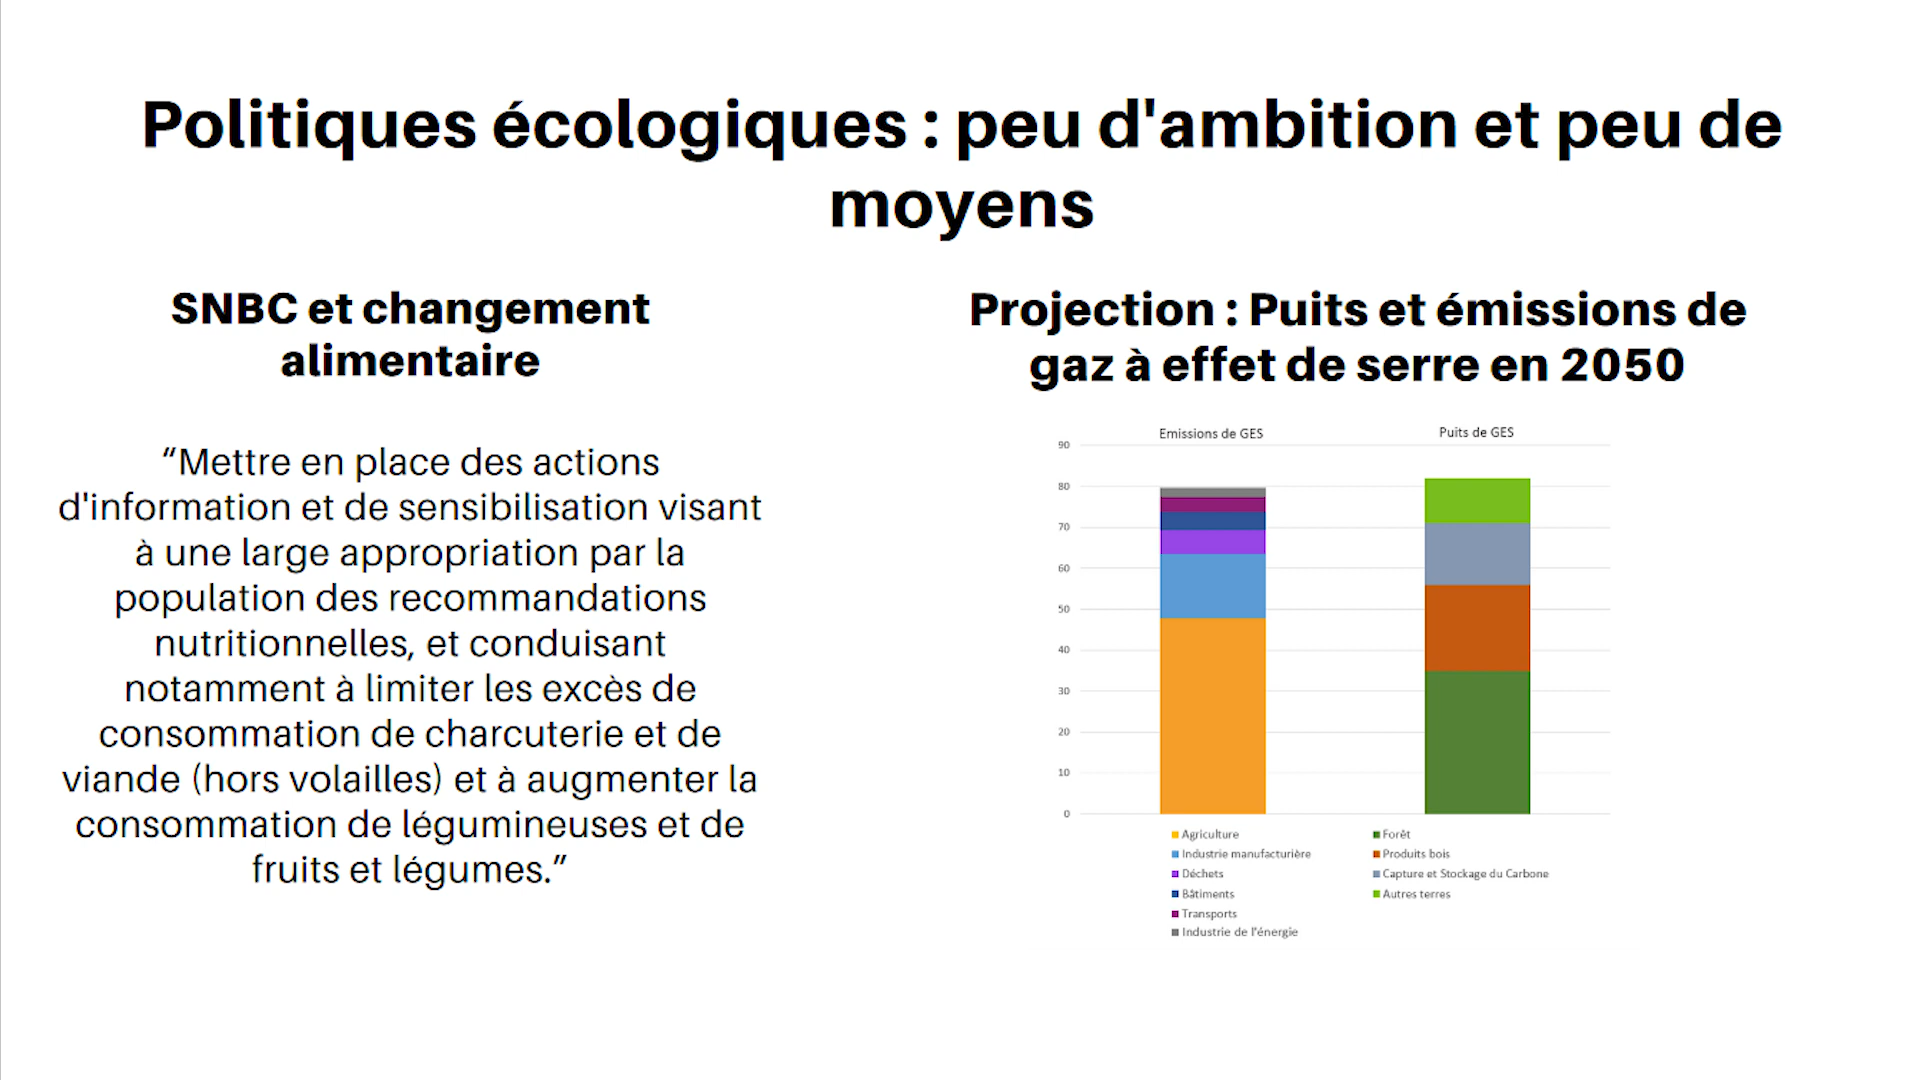 Politiques écologiques : peu d'ambition et peu de
moyens
SNBC et changement
alimentaire
“Mettre en place des actions
d'information et de sensibilisation visant
à une large appropriation par la
population des recommandations
nutritionnelles, et conduisant
notamment à limiter les excès de
consommation de charcuterie et de
viande (hors volailles) et à augmenter la
consommation de légumineuses et de
fruits et légumes.”
Projection : Puits et émissions de
gaz à effet de serre en 2050
Emissions de GES
Puits de GES
90
80
70
60
50
40
30
20
10
0
Agriculture
Industrie manufacturière
Déchets
Bâtiments
Transports
Industrie de l'énergie
Forêt
Produits bois
Capture et Stockage du Carbone
Autres terres